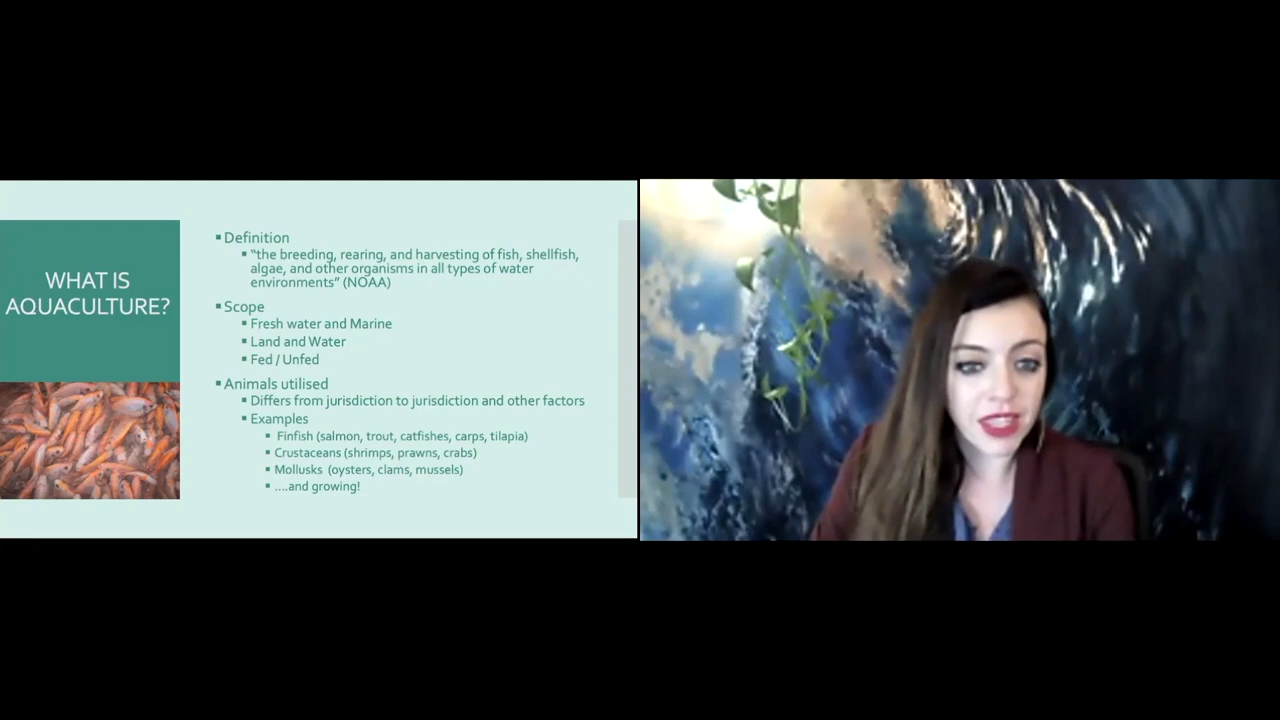 WHAT IS
AQUACULTURE?
▪ Definition
▪ “the breeding, rearing, and harvesting of fish, shellfish,
algae, and other organisms in all types of water
environments” (NOAA)
▪ Scope
▪ Fresh water and Marine
▪ Land and Water
▪ Fed / Unfed
▪ Animals utilised
▪ Differs from jurisdiction to jurisdiction and other factors
▪ Examples
▪ Finfish (salmon, trout, catfishes, carps, tilapia)
▪ Crustaceans (shrimps, prawns, crabs)
▪ Mollusks (oysters, clams, mussels)
▪ ....and growing!